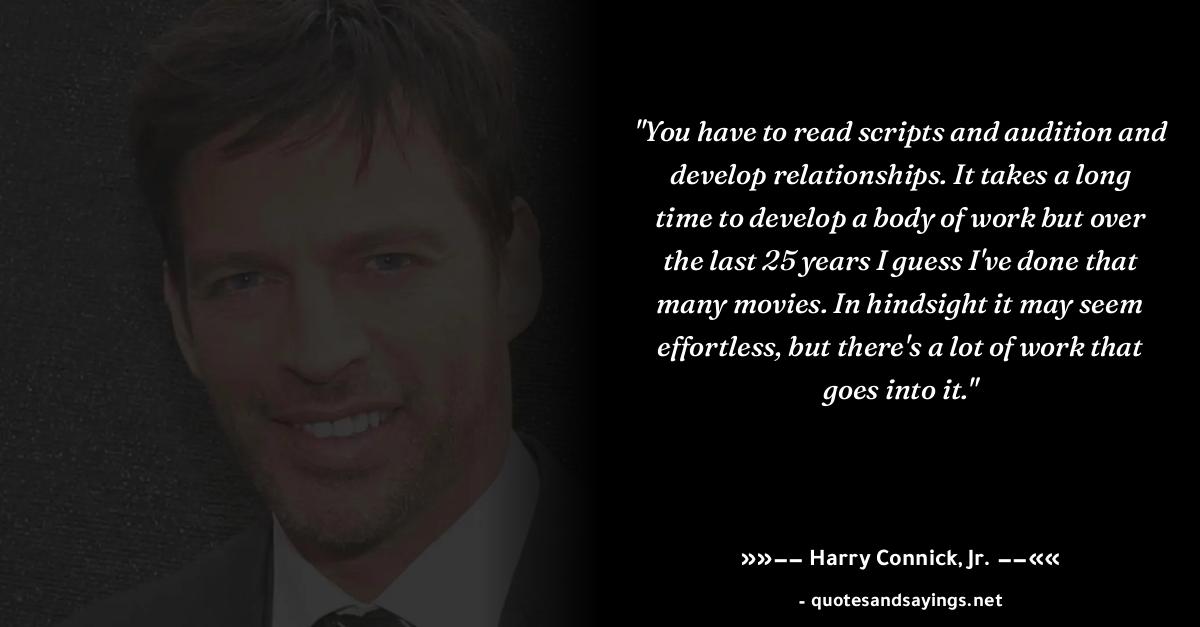 "You have to read scripts and audition and
develop relationships. It takes a long
time to develop a body of work but over
the last 25 years I guess I've done that
many movies. In hindsight it may seem
effortless, but there's a lot of work that
goes into it."
»»–– Harry Connick, Jr. ––««
- quotesandsayings.net